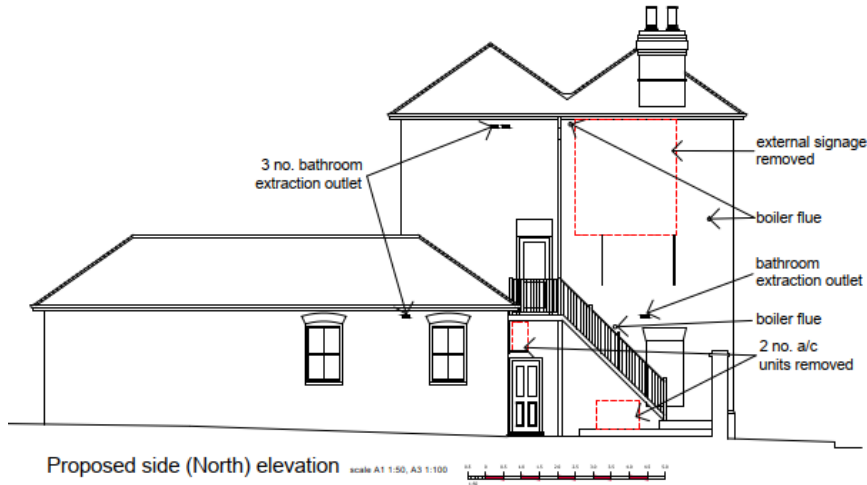 external signage
removed
3 no. bathroom
extraction outlet
boiler flue
bathroom
extraction outlet
boiler flue
2 no. a/c
units removed
Proposed side (North) elevation scale A1 1:50, A3 1:100